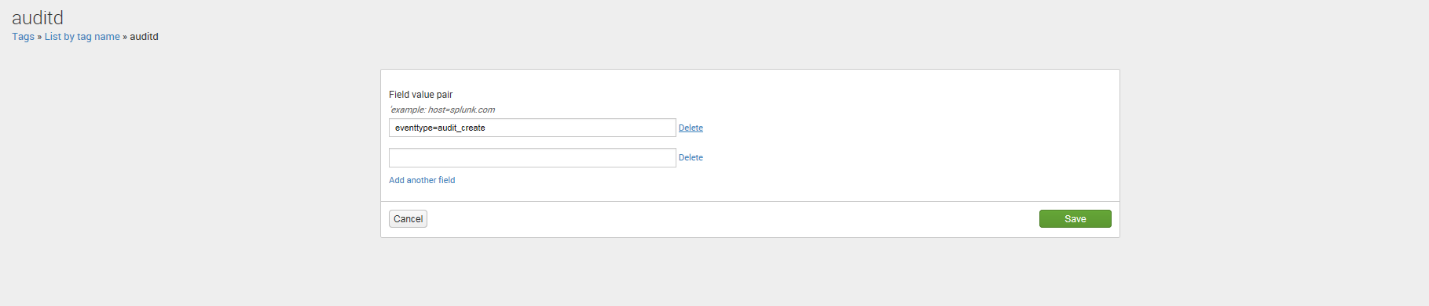 auditd
Tags » List by tag name » auditd
Field value pair
'example: host=splunk.com
eventtype=audit_create Delete
Delete
Add another field
Cancel Save